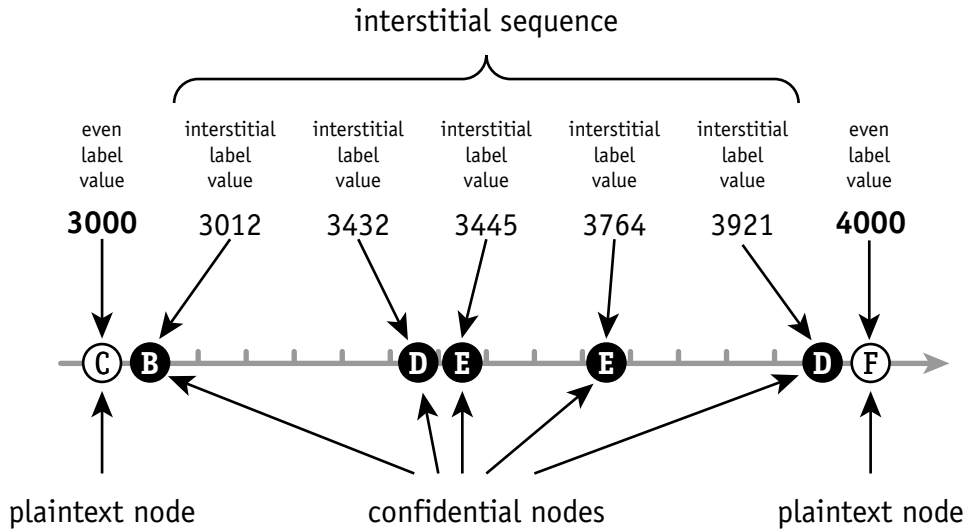 interstitial sequence
even interstitial interstitial interstitial interstitial interstitial even
label label label label label label label
value value value value value value value
3000 3012 3432 3445 3764 3921 4000
C B D E E D F
plaintext node confidential nodes plaintext node